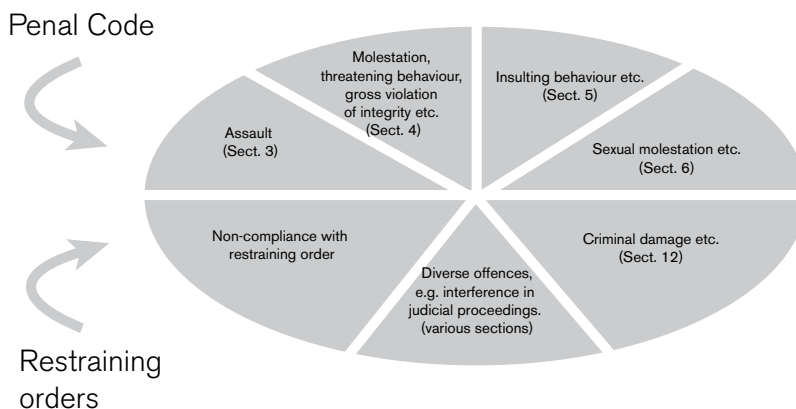 Penal Code
Molestation,
threatening behaviour,
gross violation
of integrity etc.
(Sect. 4)
Insulting behaviour etc.
(Sect. 5)
Assault
(Sect. 3)
Sexual molestation etc.
(Sect. 6)
Non-compliance with
restraining order
Diverse offences,
e.g. interference in
judicial proceedings.
(various sections)
Criminal damage etc.
(Sect. 12)
Restraining
orders